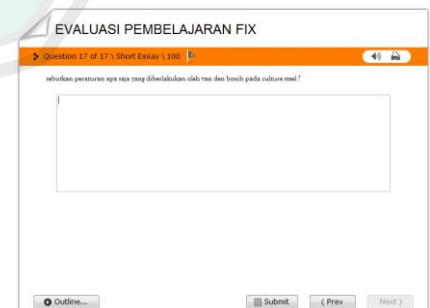 EVALUASI PEMBELAJARAN FIX
Question 17 of 17 \ Short Essay \ 100
sebutkan peraturan apa saja yang diberlakukan oleh van den bosch pada culture steel !
Outline...
Submit
Prev
Next